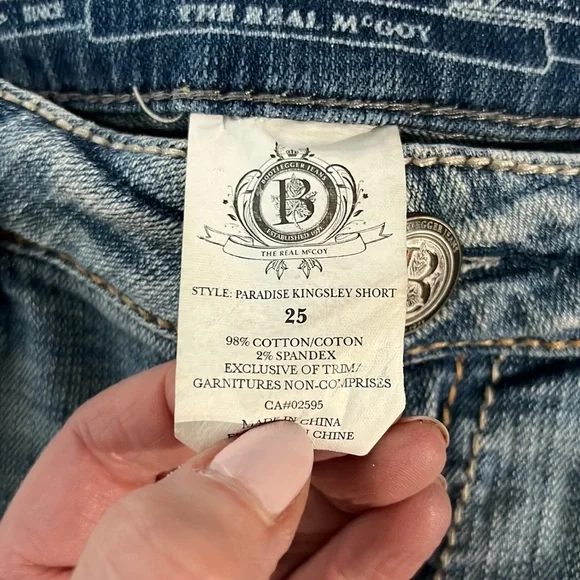 THE REAL McCOY
BOOTLEGGER JEANS
B
ESTABLISHED 1971
THE REAL McCOY
STYLE: PARADISE KINGSLEY SHORT
25
98% COTTON/COTON
2% SPANDEX
EXCLUSIVE OF TRIM/
GARNITURES NON-COMPRISES
CA#02595
MADE IN CHINA
CHINE
B